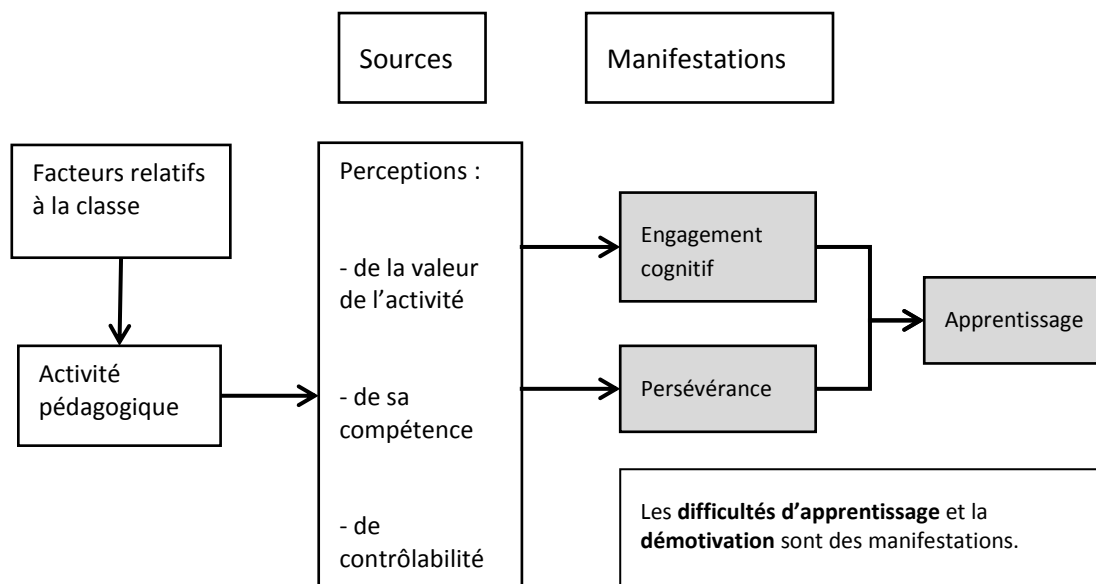 Sources
Manifestations
Facteurs relatifs
à la classe
Activité
pédagogique
Perceptions :
- de la valeur
de l’activité
- de sa
compétence
- de
contrôlabilité
Engagement
cognitif
Persévérance
Apprentissage
Les difficultés d’apprentissage et la
démotivation sont des manifestations.